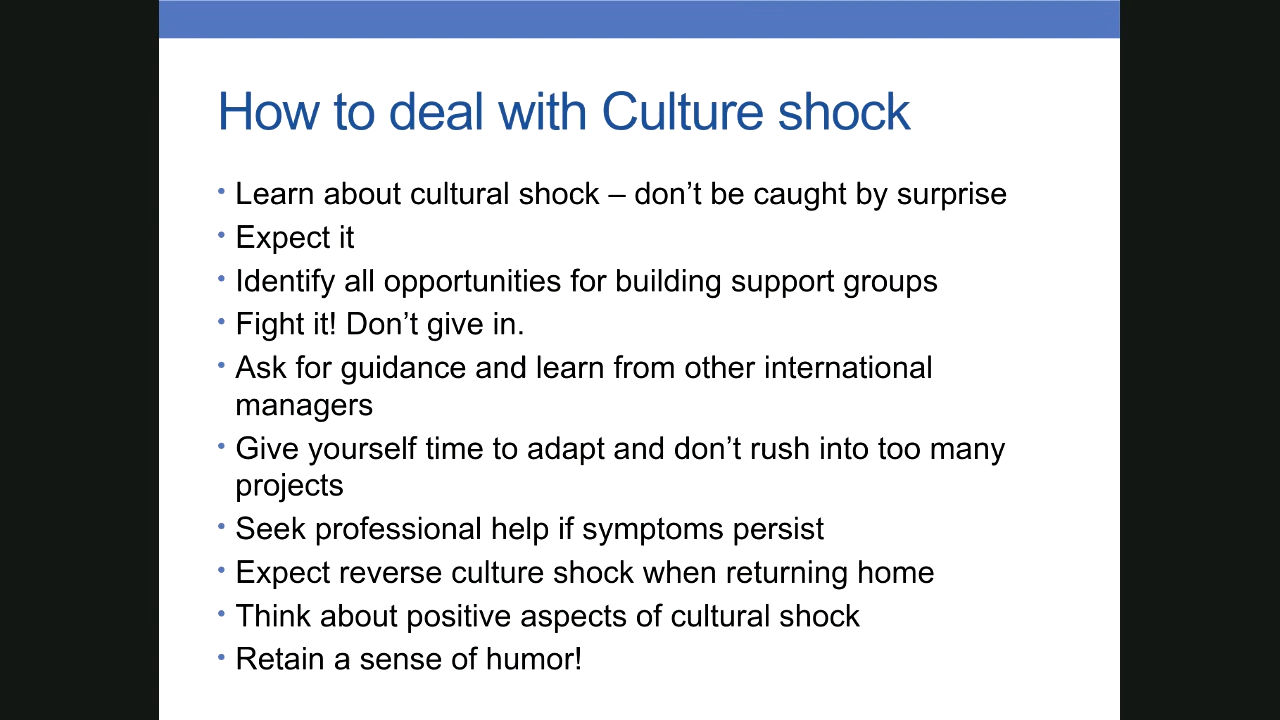 How to deal with Culture shock
• Learn about cultural shock – don’t be caught by surprise
• Expect it
• Identify all opportunities for building support groups
• Fight it! Don’t give in.
• Ask for guidance and learn from other international
managers
• Give yourself time to adapt and don’t rush into too many
projects
• Seek professional help if symptoms persist
• Expect reverse culture shock when returning home
• Think about positive aspects of cultural shock
• Retain a sense of humor!